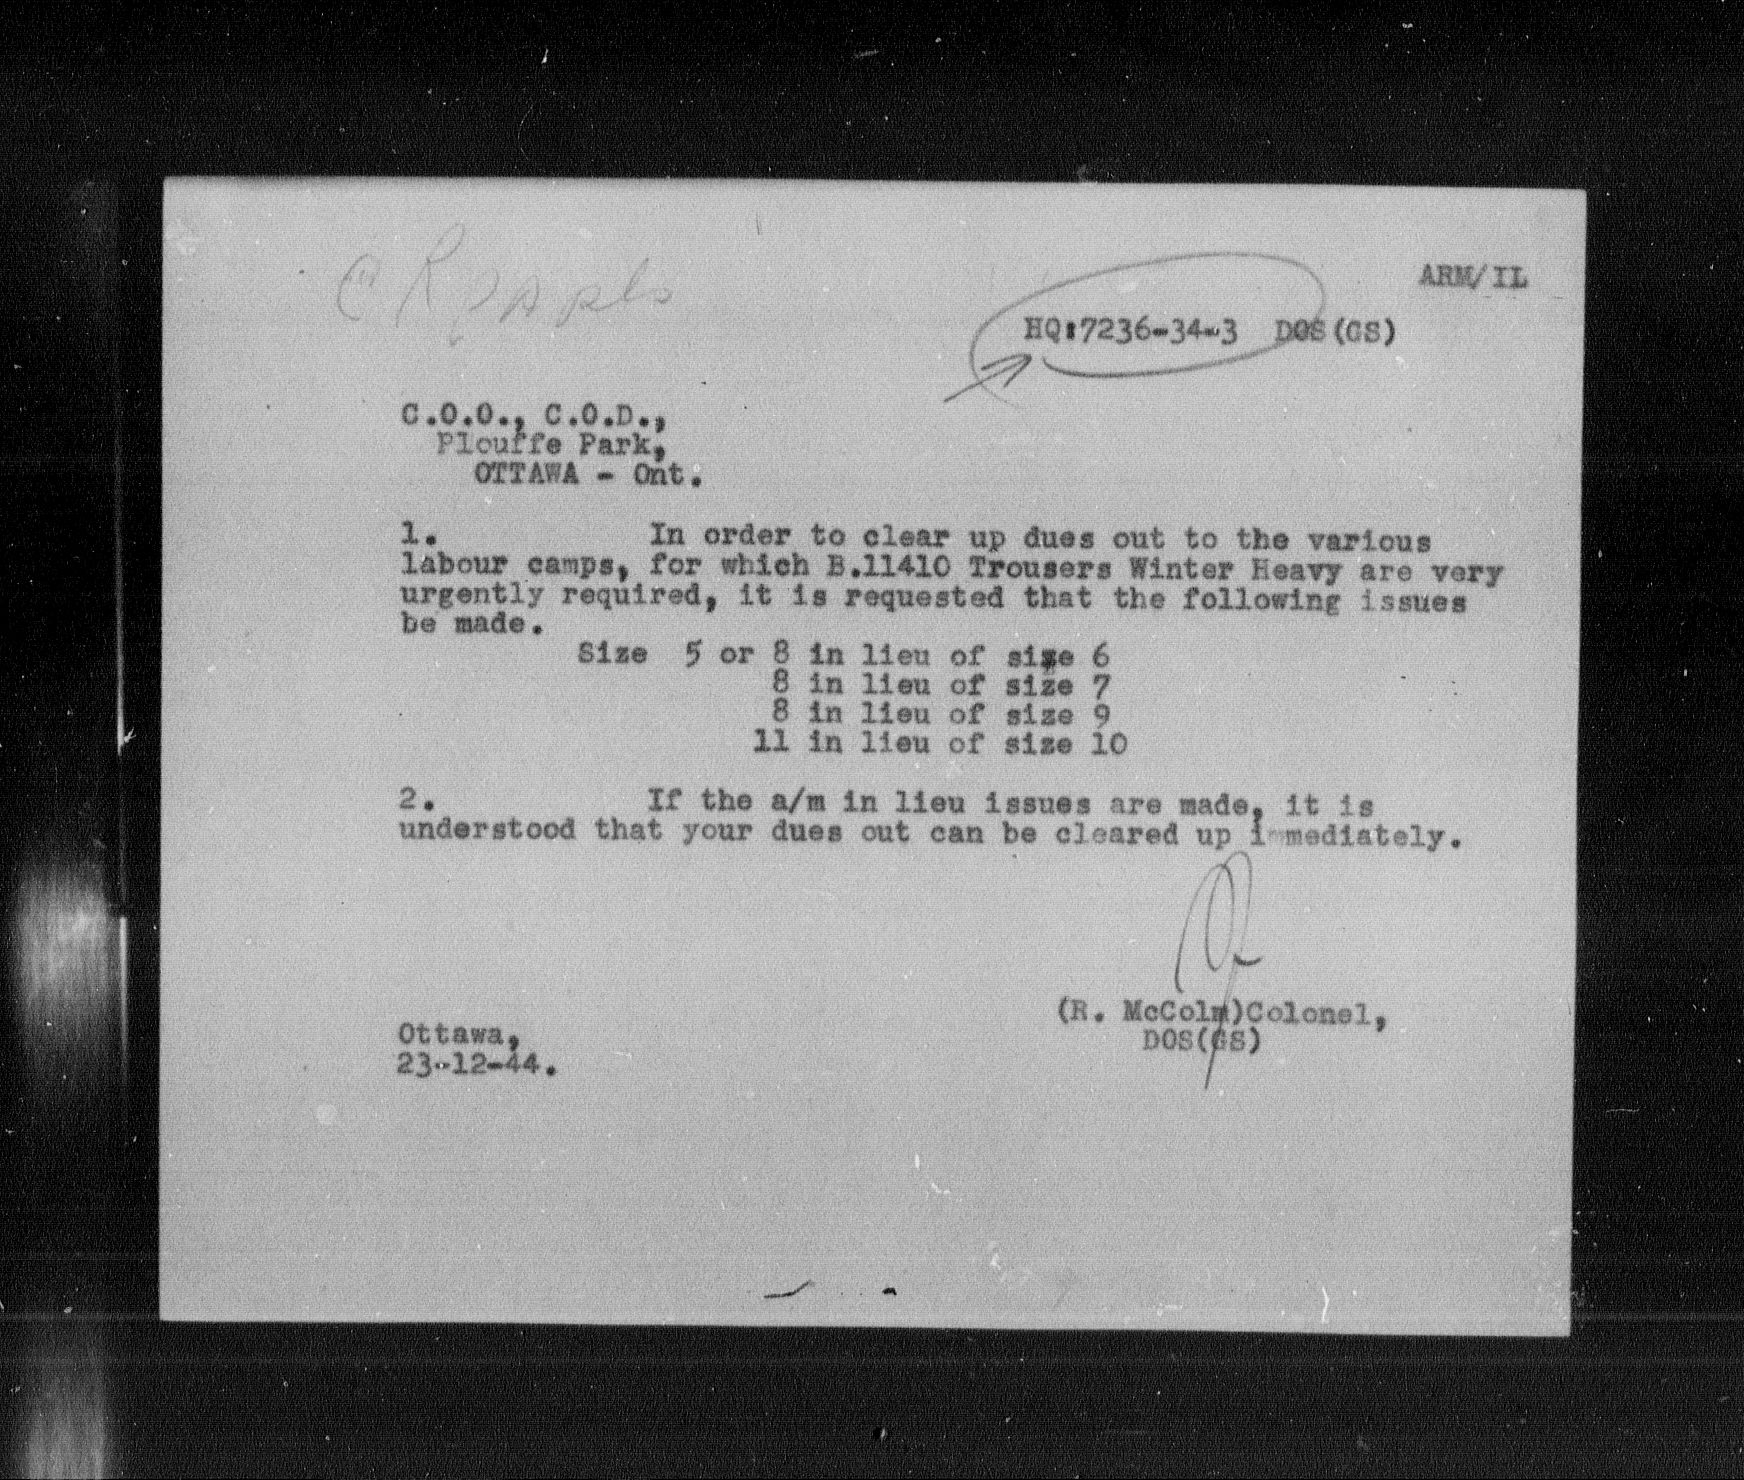 ARM/IL
HQ:7236-34-3 DOS(GS)
C.O.O., C.O.D.,
Plouffe Park,
OTTAWA - Ont.
1. In order to clear up dues out to the various
labour camps, for which B.11410 Trousers Winter Heavy are very
urgently required, it is requested that the following issues
be made.
Size 5 or 8 in lieu of size 6
8 in lieu of size 7
8 in lieu of size 9
11 in lieu of size 10
2. If the a/m in lieu issues are made, it is
understood that your dues out can be cleared up immediately.
(R. McColm)Colonel,
DOS(GS)
Ottawa,
23-12-44.